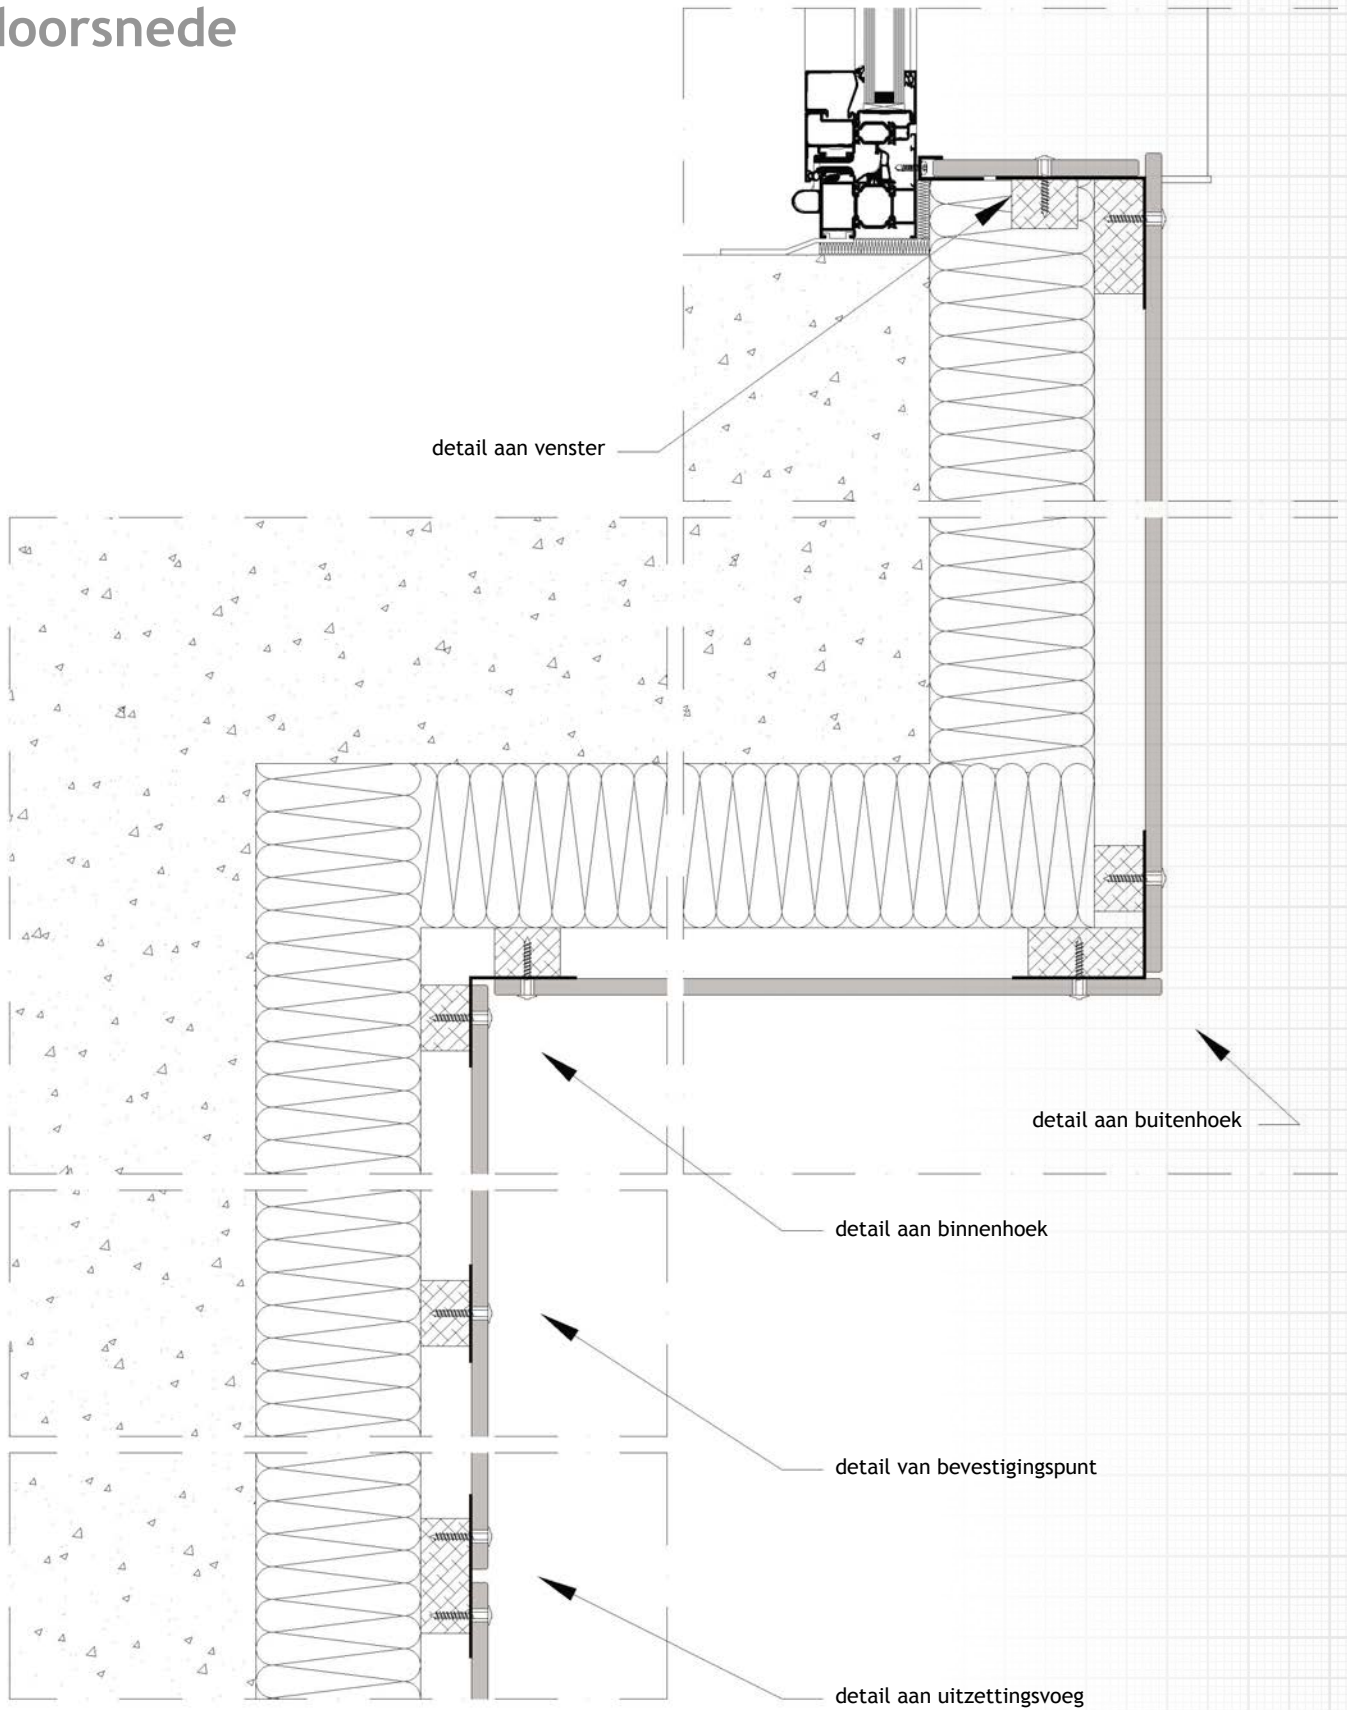 loorsnede
detail aan venster
detail aan buitenhoek
detail aan binnenhoek
detail van bevestigingspunt
detail aan uitzettingsvoeg